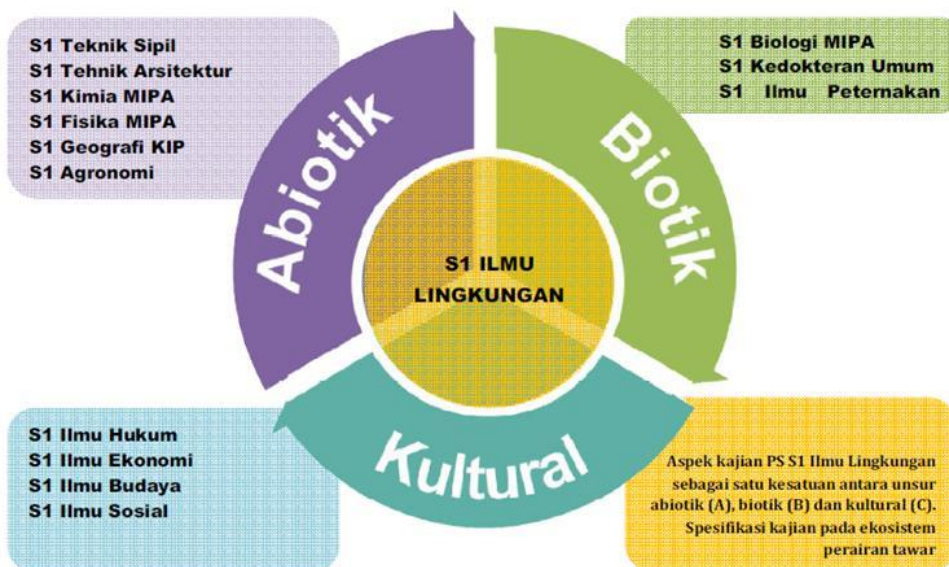 S1 Teknik Sipil
S1 Tehnik Arsitektur
S1 Kimia MIPA
S1 Fisika MIPA
S1 Geografi KIP
S1 Agronomi
Abiotik
S1 Biologi MIPA
S1 Kedokteran Umum
S1 Ilmu Peternakan
Biotik
S1 ILMU
LINGKUNGAN
S1 Ilmu Hukum
S1 Ilmu Ekonomi
S1 Ilmu Budaya
S1 Ilmu Sosial
Kultural
Aspek kajian PS S1 Ilmu Lingkungan
sebagai satu kesatuan antara unsur
abiotik (A), biotik (B) dan kultural (C).
Spesifikasi kajian pada ekosistem
perairan tawar